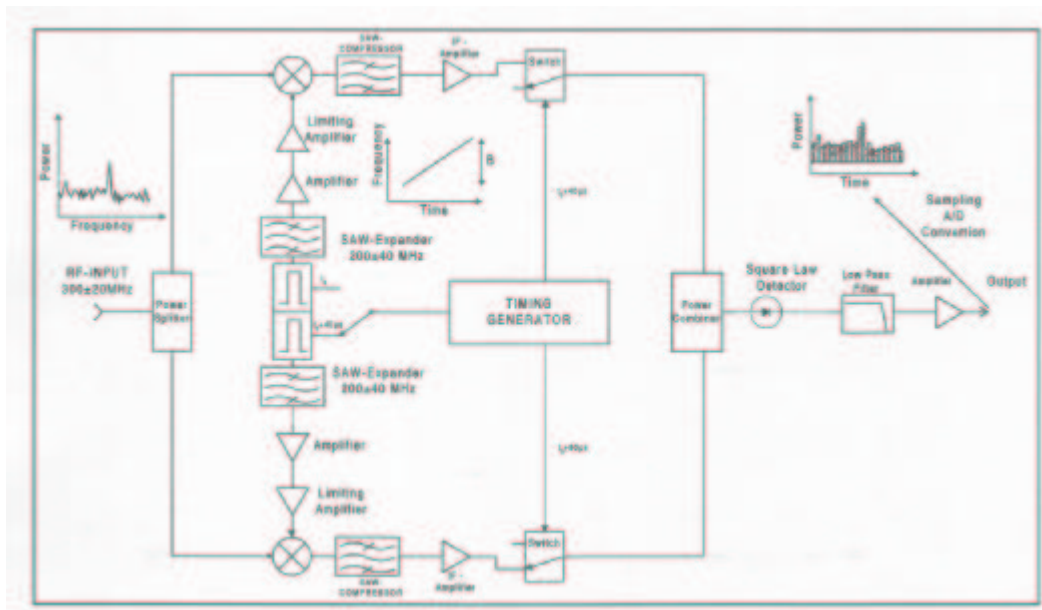 SAW-
COMPRESSOR
IF -
Amplifier
Switch
Limiting
Amplifier
Frequency
B
Time
Power
Frequency
Amplifier
SAW-Expander
200±40 MHz
RF-INPUT
300±20MHz
Power
Splitter
TIMING
GENERATOR
SAW-Expander
200±40 MHz
Amplifier
Limiting
Amplifier
SAW-
COMPRESSOR
IF -
Amplifier
Switch
Power
Combiner
Square Law
Detector
Low Pass
Filter
Amplifier
Output
Power
Time
Sampling
A/D
Convenion